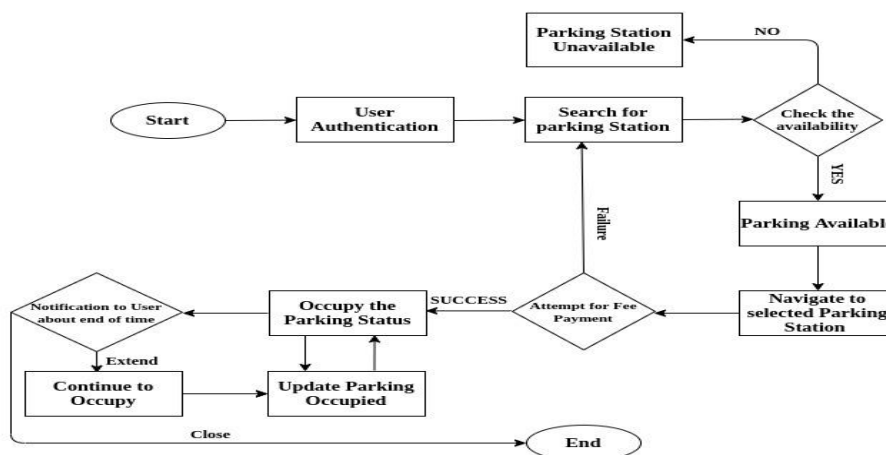 Parking Station
Unavailable
NO
Start
User
Authentication
Search for
parking Station
Check the
availability
YES
Failure
Parking Available
Notification to User
about end of time
Occupy the
Parking Status
SUCCESS
Attempt for Fee
Payment
Navigate to
selected Parking
Station
Extend
Continue to
Occupy
Update Parking
Occupied
Close
End